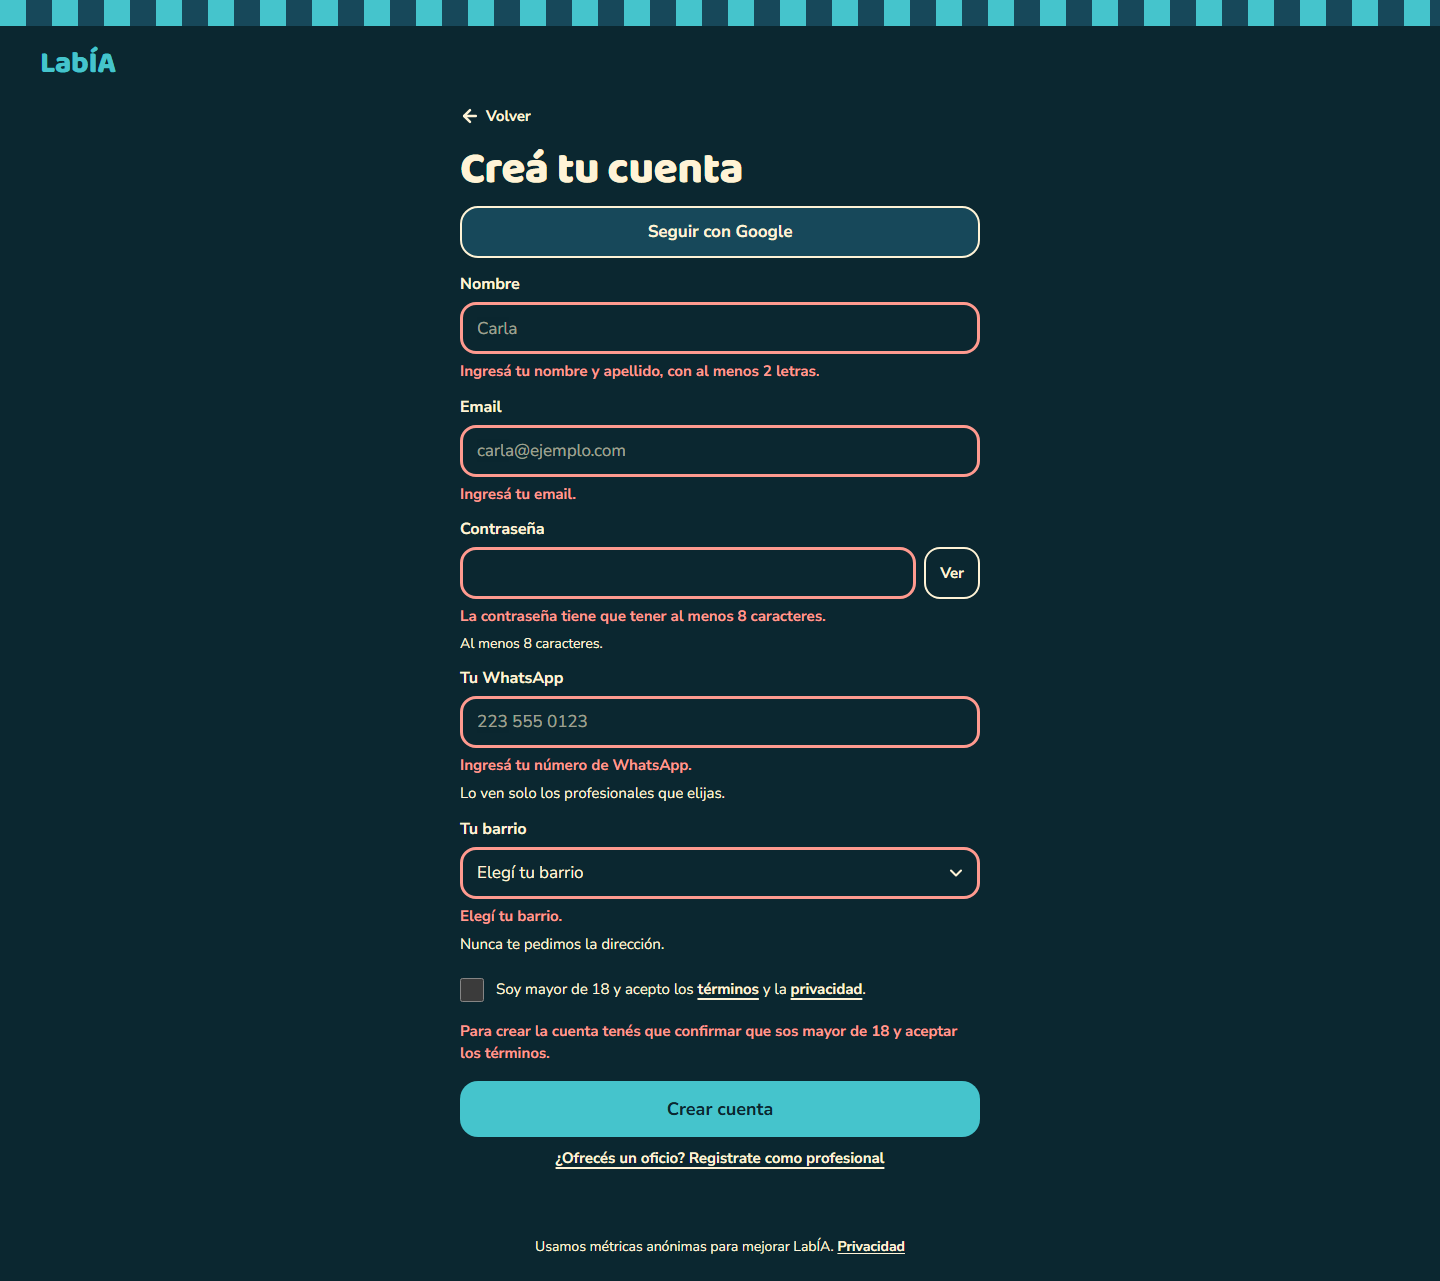 LabÍA
Volver
Creá tu cuenta
Seguir con Google
Nombre
Carla
Ingresá tu nombre y apellido, con al menos 2 letras.
Email
carla@ejemplo.com
Ingresá tu email.
Contraseña
Ver
La contraseña tiene que tener al menos 8 caracteres.
Al menos 8 caracteres.
Tu WhatsApp
223 555 0123
Ingresá tu número de WhatsApp.
Lo ven solo los profesionales que elijas.
Tu barrio
Elegí tu barrio
Elegí tu barrio.
Nunca te pedimos la dirección.
Soy mayor de 18 y acepto los términos y la privacidad.
Para crear la cuenta tenés que confirmar que sos mayor de 18 y aceptar
los términos.
Crear cuenta
¿Ofrecés un oficio? Registrate como profesional
Usamos métricas anónimas para mejorar LabÍA. Privacidad